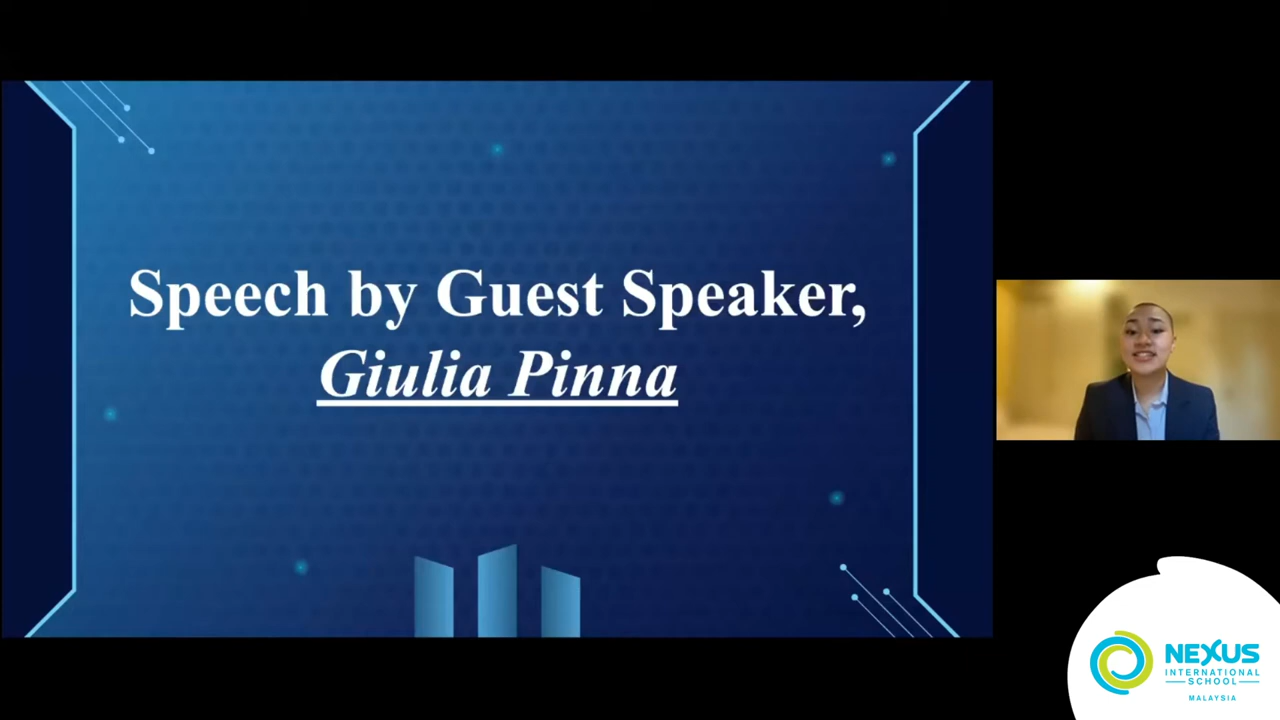 Speech by Guest Speaker,
Giulia Pinna
NEXUS
INTERNATIONAL
SCHOOL
MALAYSIA